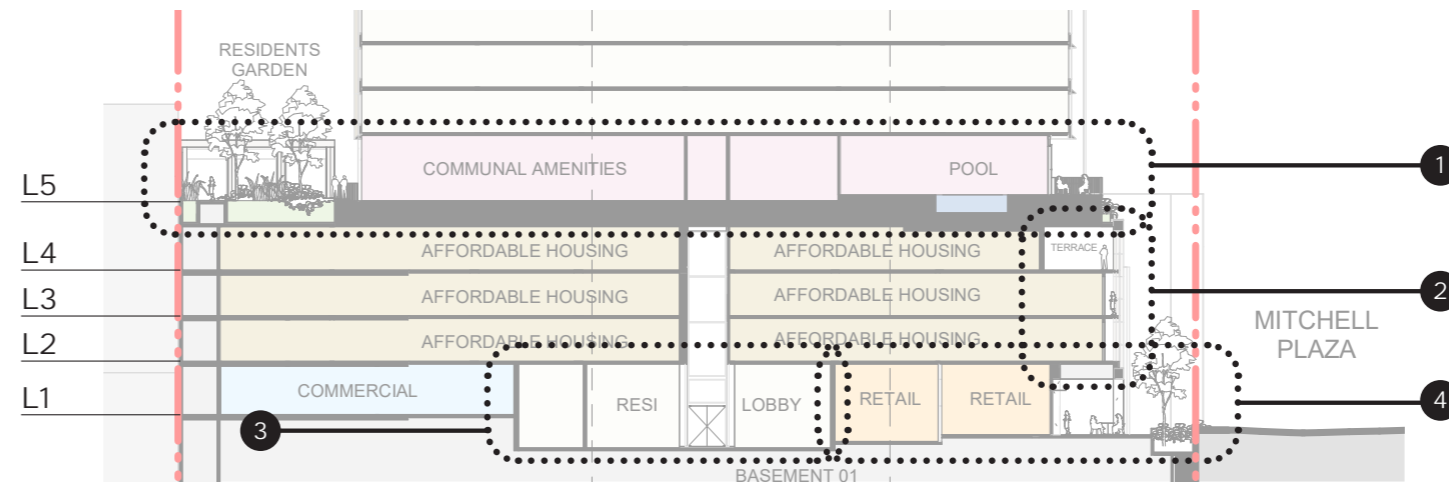 RESIDENTS
GARDEN
COMMUNAL AMENITIES
POOL
1
L5
L4
AFFORDABLE HOUSING
AFFORDABLE HOUSING
TERRACE
L3
AFFORDABLE HOUSING
AFFORDABLE HOUSING
2
L2
AFFORDABLE HOUSING
AFFORDABLE HOUSING
MITCHELL
PLAZA
L1
COMMERCIAL
RESI
LOBBY
RETAIL
RETAIL
4
3
BASEMENT 01